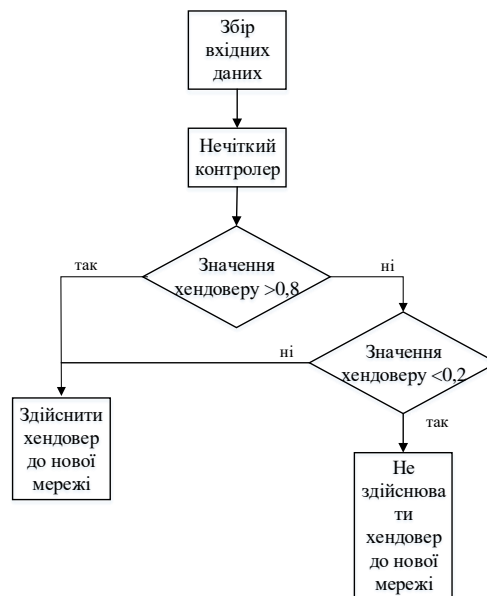 Збір
вхідних
даних
Нечіткий
контролер
так
Значення
хендоверу >0,8
ні
ні
Значення
хендоверу <0,2
Здійснити
хендовер
до нової
мережі
так
Не
здійснюва
ти
хендовер
до нової
мережі